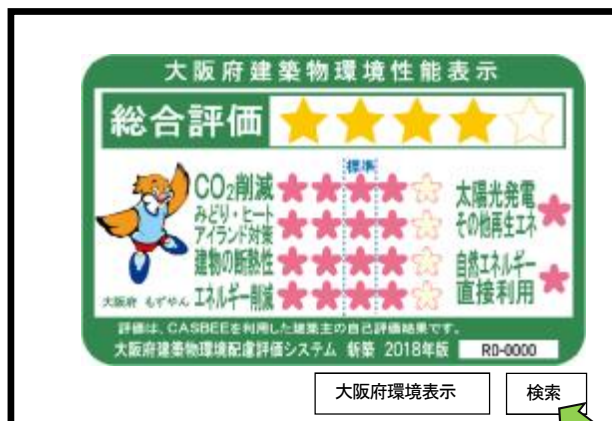 大阪府建築物環境性能表示
総合評価
標準
CO₂削減
みどり・ヒート
アイランド対策
建物の断熱性
エネルギー削減
太陽光発電
その他再生エネ
自然エネルギー
直接利用
大阪府 もずやん
評価は、CASBEEを利用した建築主の自己評価結果です。
大阪府建築物環境配慮評価システム 新築 2018年版 RD-0000
大阪府環境表示 検索